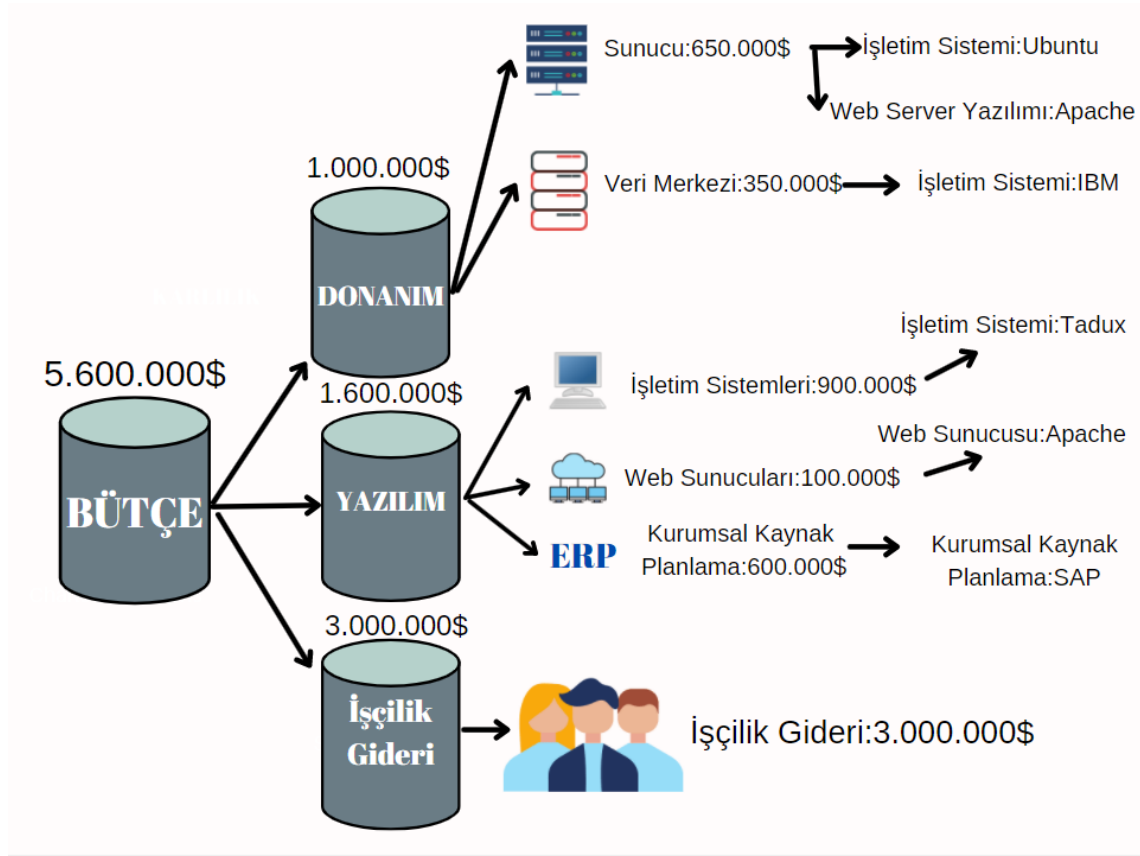 Sunucu:650.000$
İşletim Sistemi:Ubuntu
Web Server Yazılımı:Apache
1.000.000$
DONANIM
Veri Merkezi:350.000$
İşletim Sistemi:IBM
5.600.000$
BÜTÇE
1.600.000$
YAZILIM
İşletim Sistemleri:900.000$
İşletim Sistemi:Tadux
Web Sunucuları:100.000$
Web Sunucusu:Apache
ERP
Kurumsal Kaynak
Planlama:600.000$
Kurumsal Kaynak
Planlama:SAP
3.000.000$
İşçilik
Gideri
İşçilik Gideri:3.000.000$